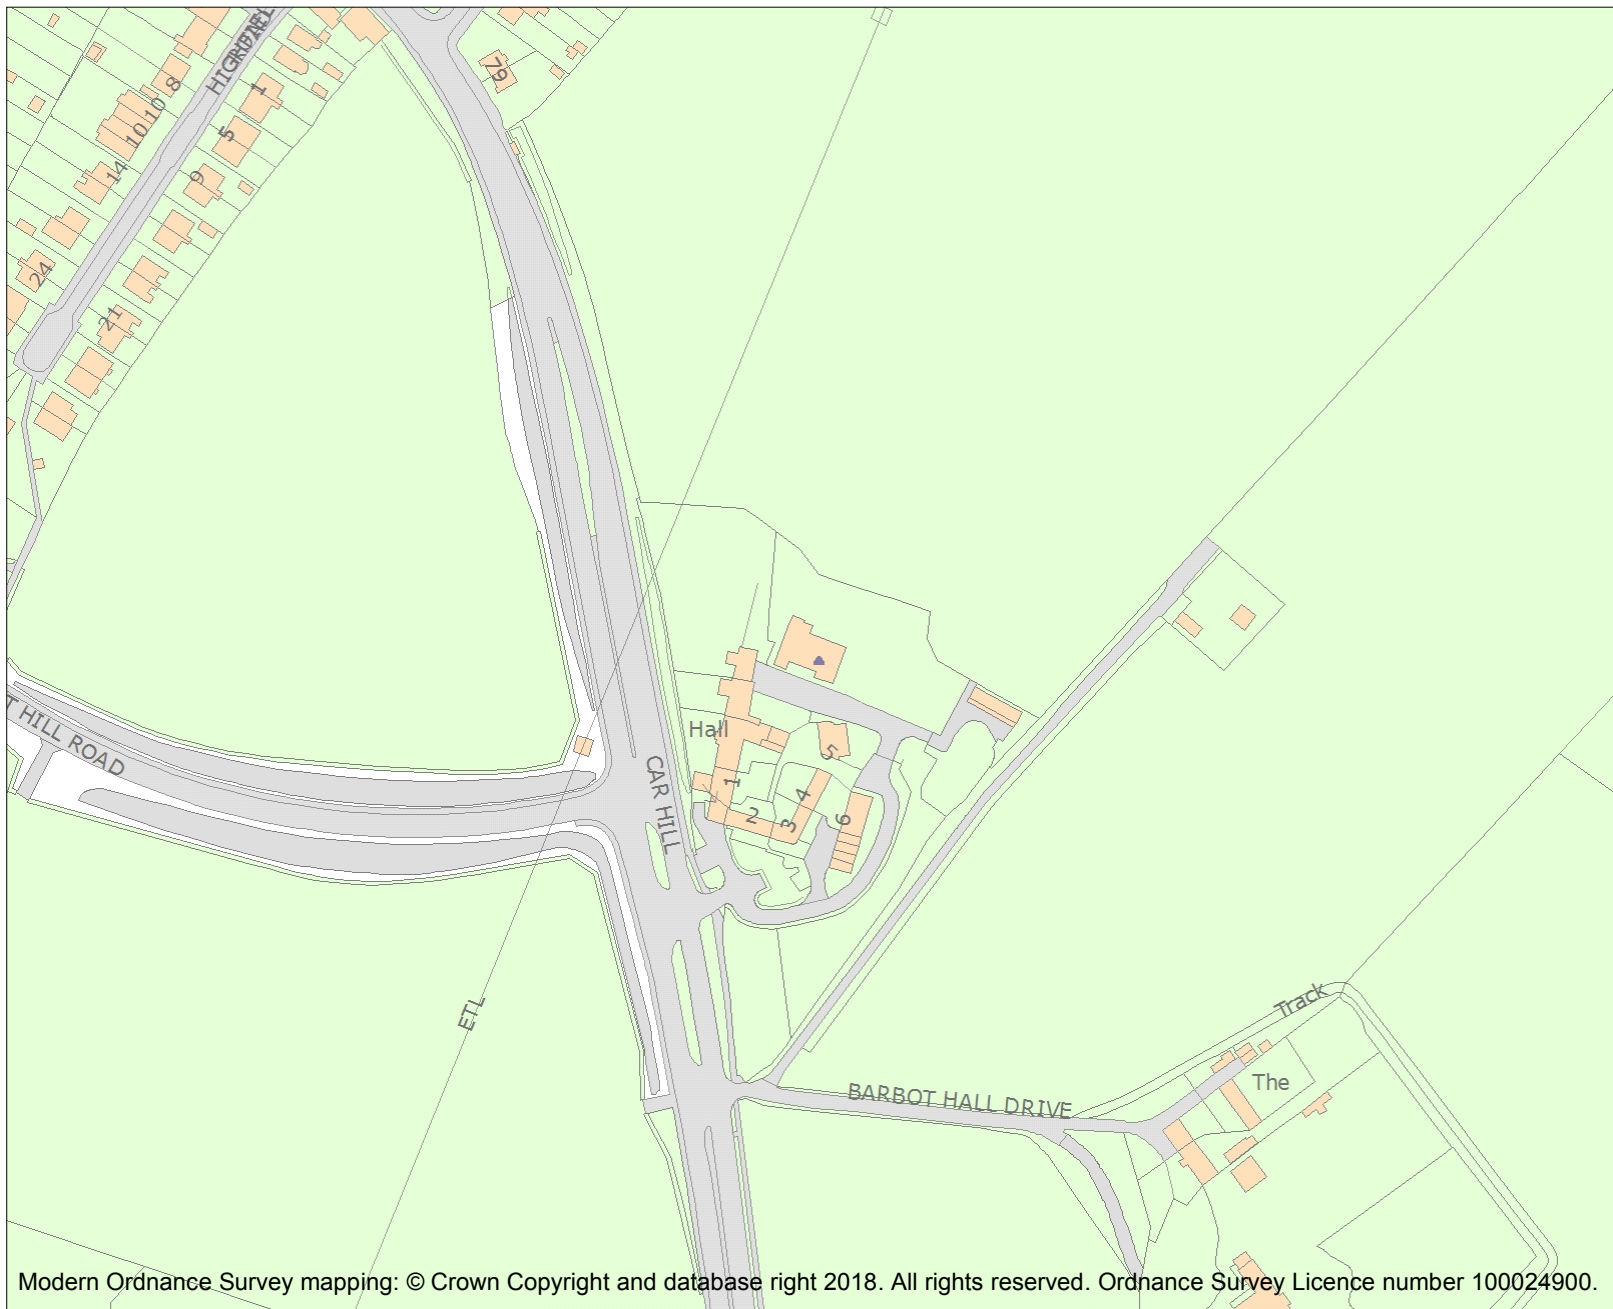 79
8
10
10
1
5
14
9
24
21
T HILL ROAD
CAR HILL
Hall
1
2
3
4
5
6
ETL
BARBOT HALL DRIVE
Track
The
Modern Ordnance Survey mapping: © Crown Copyright and database right 2018. All rights reserved. Ordnance Survey Licence number 100024900.